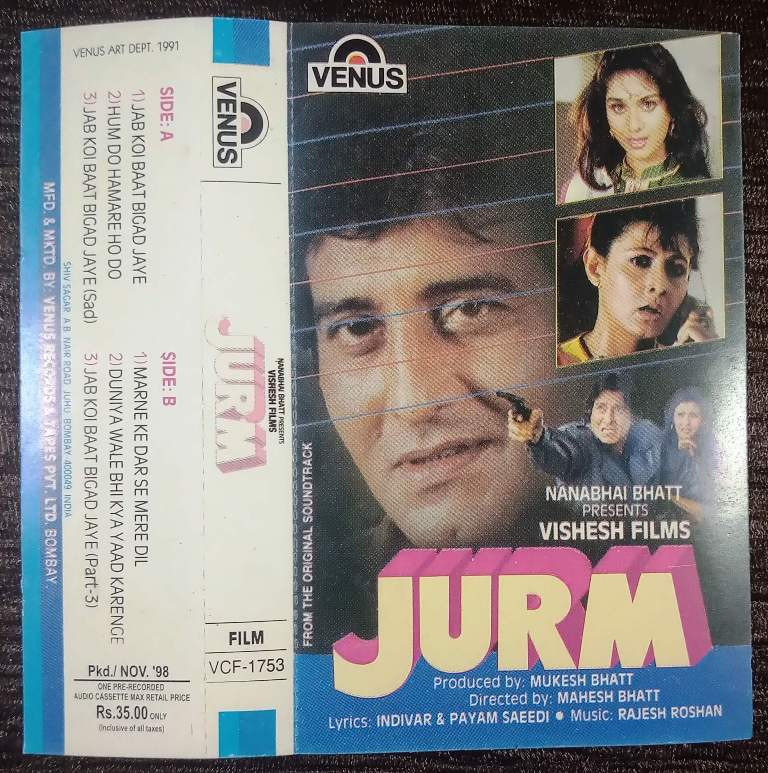 VENUS ART DEPT. 1991
SIDE: A
1) JAB KOI BAAT BIGAD JAYE
2) HUM DO HAMARE HO DO
3) JAB KOI BAAT BIGAD JAYE (Sad)
SIDE: B
1) MARNE KE DAR SE MERE DIL
2) DUNIYA WALE BHI KYA YAAD KARENGE
3) JAB KOI BAAT BIGAD JAYE (Part-3)
SHIV SAGAR A.B. NAIR ROAD JUHU BOMBAY 400049 INDIA
MFD. & MKTD BY: VENUS RECORDS & TAPES PVT. LTD. BOMBAY
Pkd./ NOV. '98
ONE PRE-RECORDED
AUDIO CASSETTE MAX RETAIL PRICE
Rs.35.00 ONLY
(Inclusive of all taxes)
VENUS
NANABHAI BHATT PRESENTS
VISHESH FILMS
JURM
FILM
VCF-1753
VENUS
FROM THE ORIGINAL SOUNDTRACK
NANABHAI BHATT
PRESENTS
VISHESH FILMS
JURM
Produced by: MUKESH BHATT
Directed by: MAHESH BHATT
Lyrics: INDIVAR & PAYAM SAEEDI ● Music: RAJESH ROSHAN